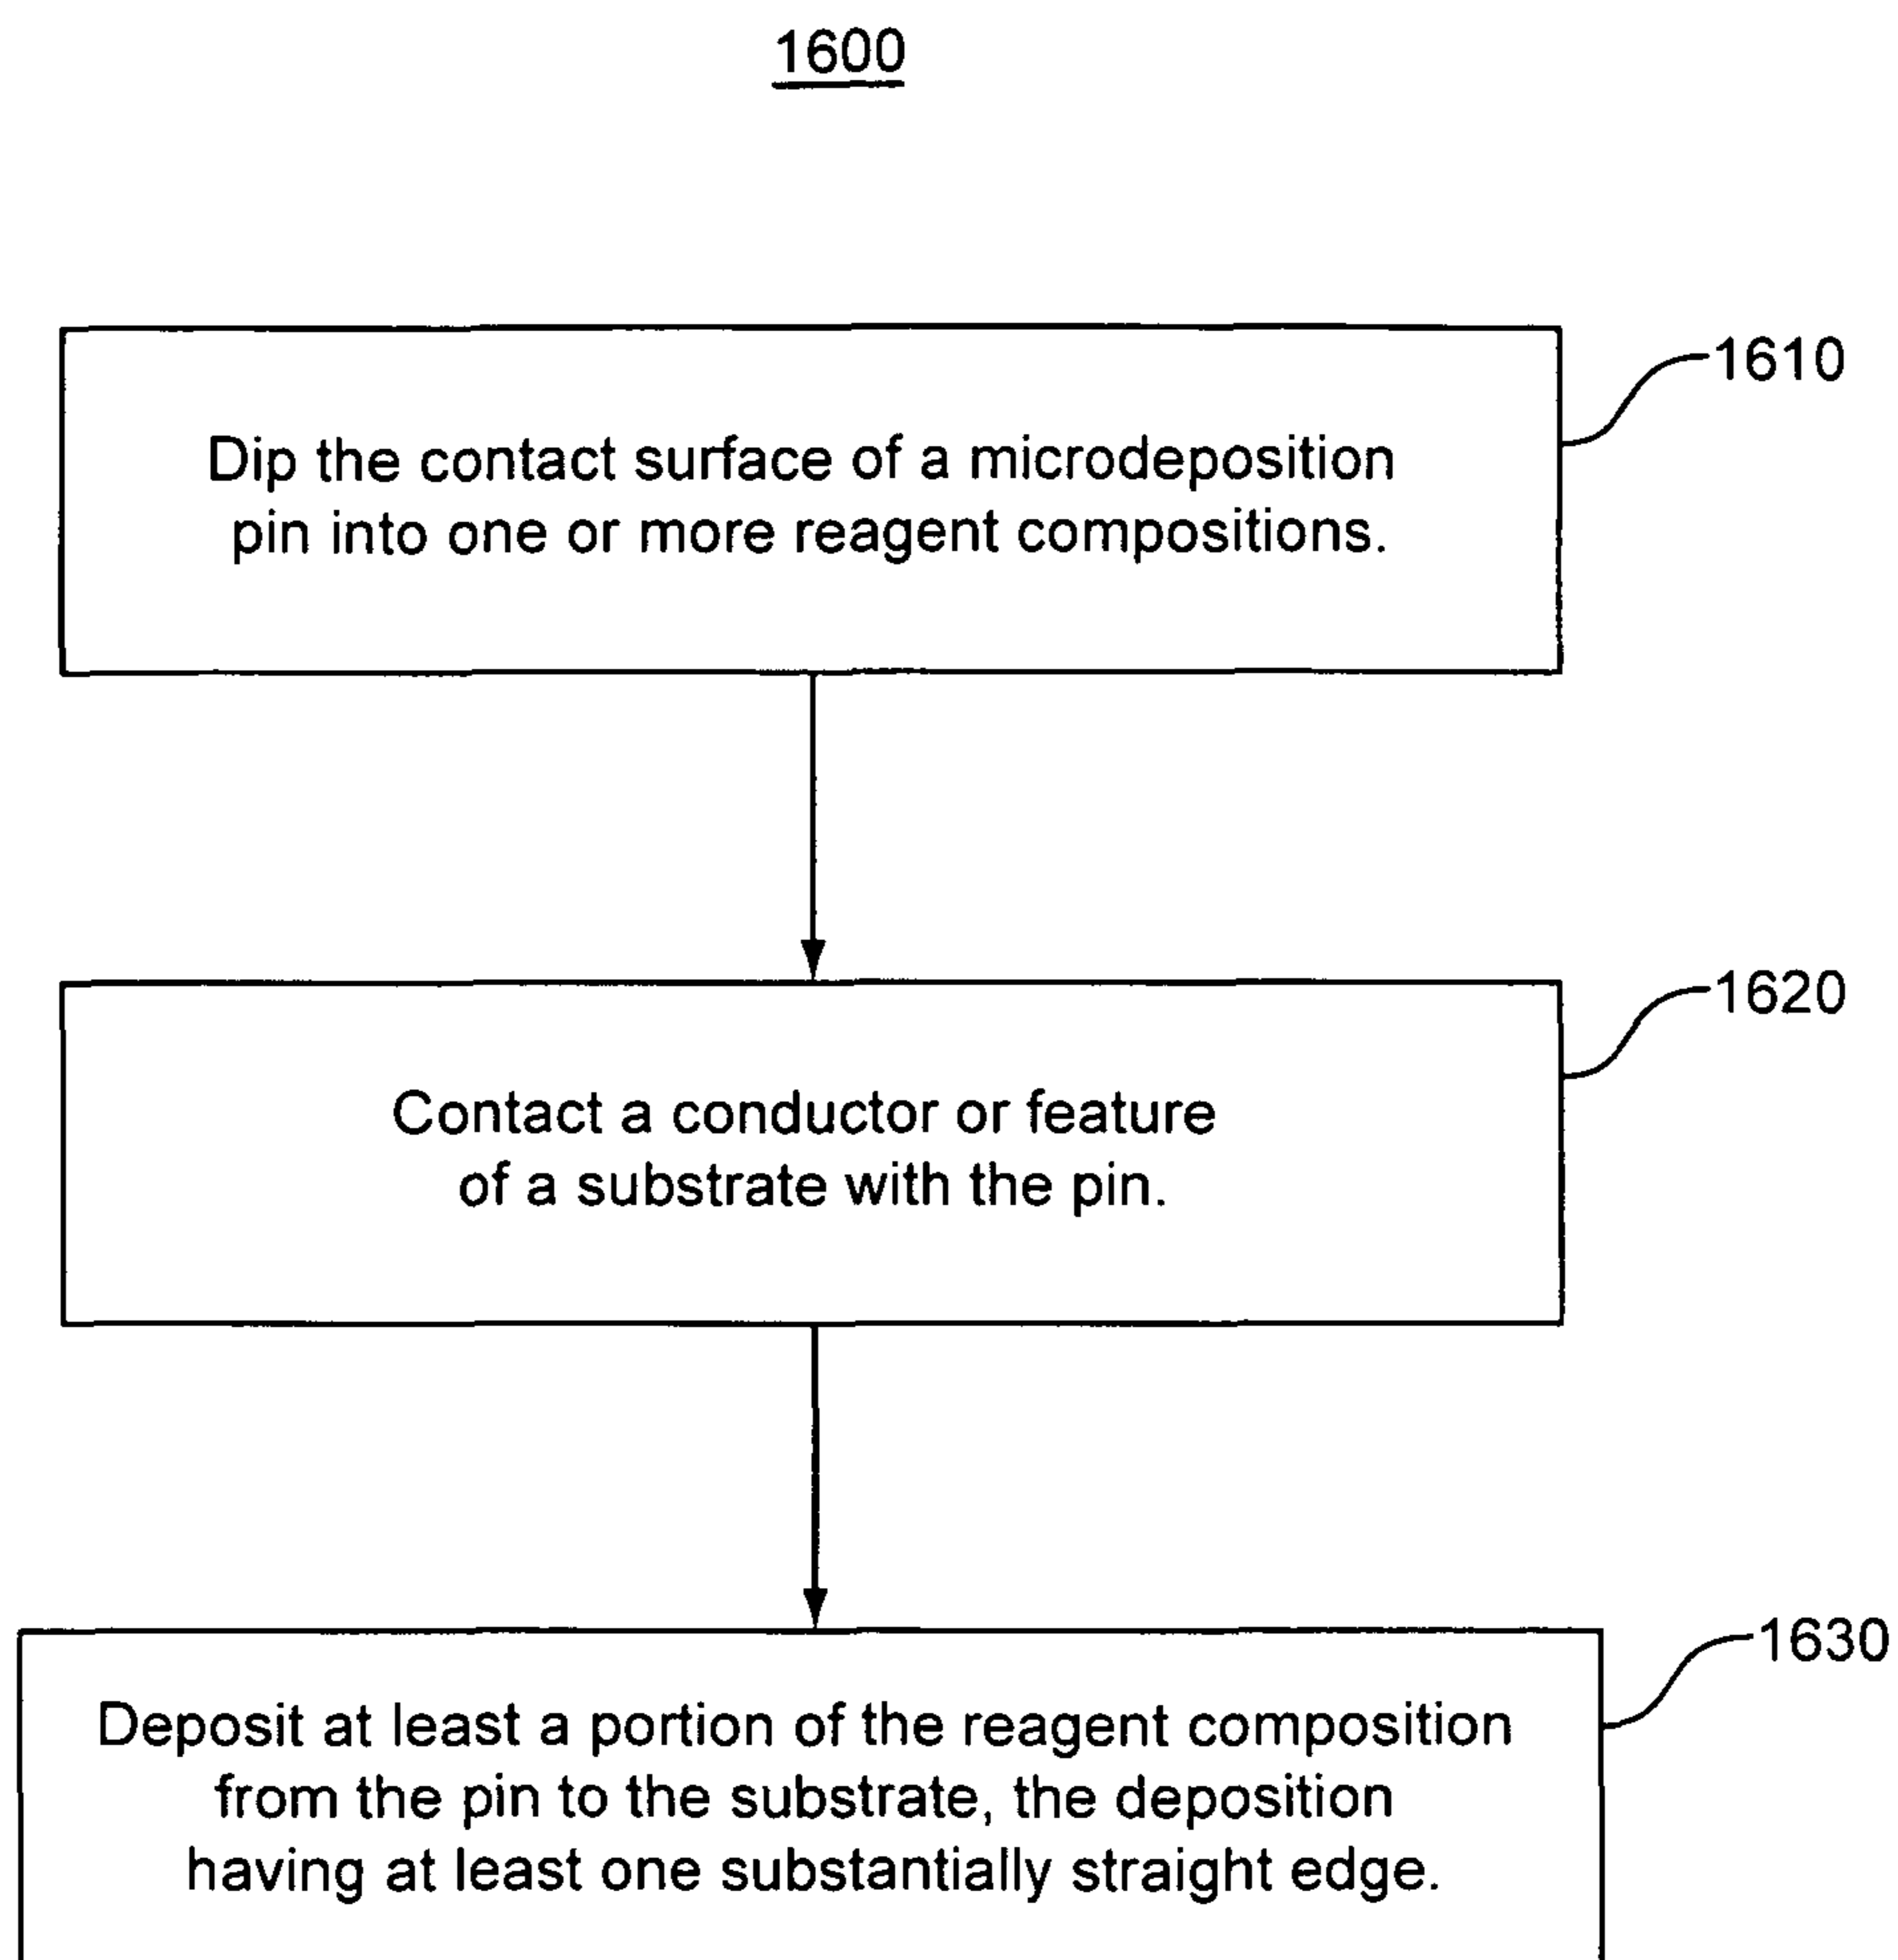 1600
1610
Dip the contact surface of a microdeposition
pin into one or more reagent compositions.
1620
Contact a conductor or feature
of a substrate with the pin.
1630
Deposit at least a portion of the reagent composition
from the pin to the substrate, the deposition
having at least one substantially straight edge.